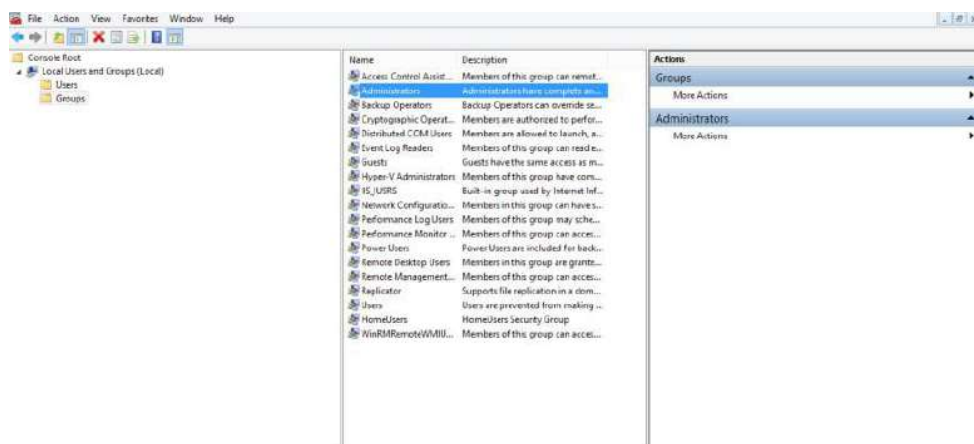 File Action View Favorites Window Help
Console Root
Local Users and Groups (Local)
Users
Groups
Name Description
Access Control Assist... Members of this group can remot...
Administrators Administrators have complete an...
Backup Operators Backup Operators can override se...
Cryptographic Operat... Members are authorized to perfor...
Distributed COM Users Members are allowed to launch, a...
Event Log Readers Members of this group can read e...
Guests Guests have the same access as m...
Hyper-V Administrators Members of this group have com...
IIS_IUSRS Built-in group used by Internet Inf...
Network Configuratio... Members in this group can have s...
Performance Log Users Members of this group may sche...
Performance Monitor ... Members of this group can acces...
Power Users Power Users are included for back...
Remote Desktop Users Members in this group are grante...
Remote Management... Members of this group can acces...
Replicator Supports file replication in a dom...
Users Users are prevented from making ...
HomeUsers HomeUsers Security Group
WinRMRemoteWMIU... Members of this group can acces...
Actions
Groups
More Actions
Administrators
More Actions